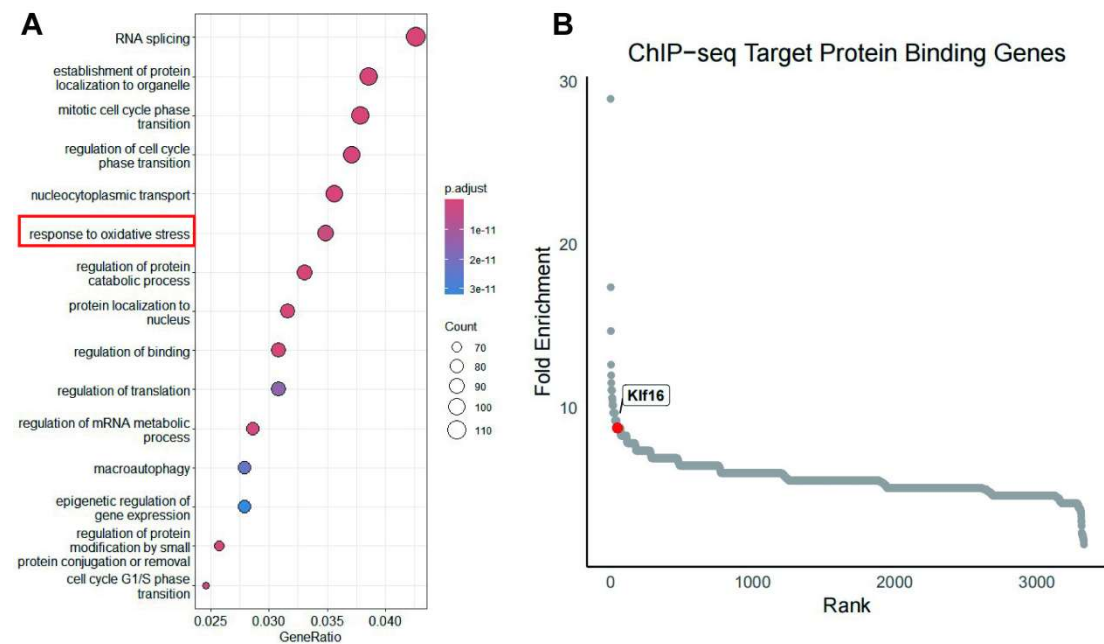 A
RNA splicing
establishment of protein
localization to organelle
mitotic cell cycle phase
transition
regulation of cell cycle
phase transition
nucleocytoplasmic transport
response to oxidative stress
regulation of protein
catabolic process
protein localization to
nucleus
regulation of binding
regulation of translation
regulation of mRNA metabolic
process
macroautophagy
epigenetic regulation of
gene expression
regulation of protein
modification by small
protein conjugation or removal
cell cycle G1/S phase
transition
0.025 0.030 0.035 0.040
GeneRatio
p.adjust
1e-11
2e-11
3e-11
Count
70
80
90
100
110
B
ChIP-seq Target Protein Binding Genes
Fold Enrichment
30
20
10
Klf16
0 1000 2000 3000
Rank